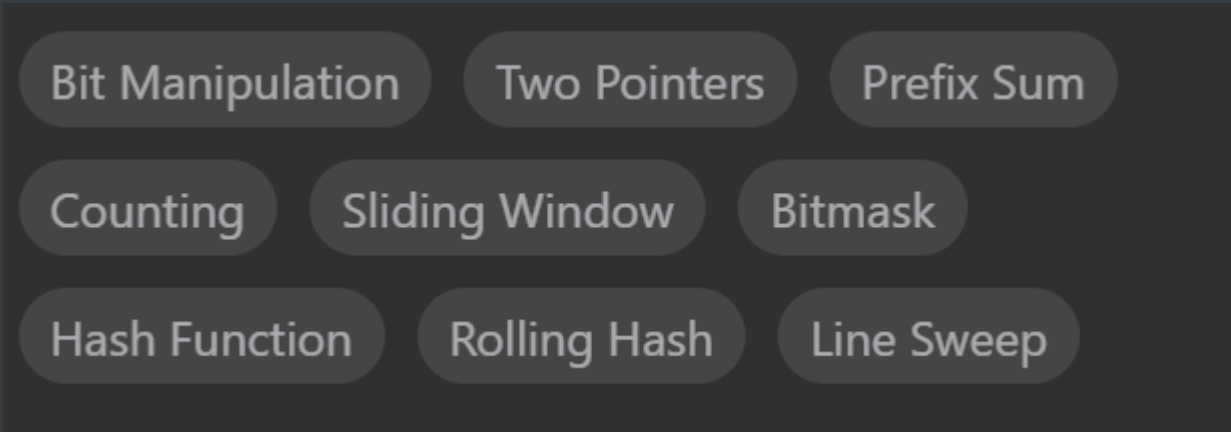 Bit Manipulation Two Pointers Prefix Sum
Counting Sliding Window Bitmask
Hash Function Rolling Hash Line Sweep